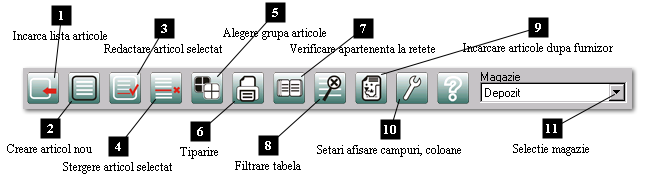 1
Incarca lista articole
3
Redactare articol selectat
5
Alegere grupa articole
7
Verificare apartenenta la retete
9
Incarcare articole dupa furnizor
Magazie
Depozit
2
Creare articol nou
4
Stergere articol selectat
6
Tiparire
8
Filtrare tabela
10
Setari afisare campuri, coloane
11
Selectie magazie